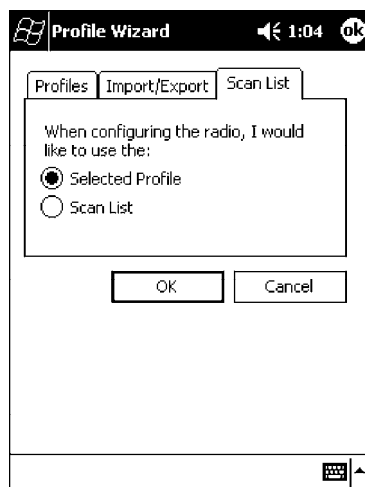 Profile Wizard 1:04 ok
Profiles Import/Export Scan List
When configuring the radio, I would
like to use the:
Selected Profile
Scan List
OK Cancel